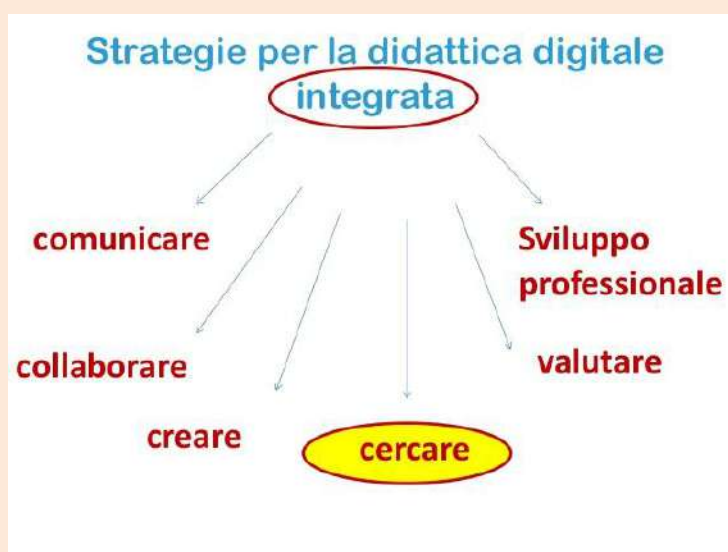 Strategie per la didattica digitale
integrata
comunicare
Sviluppo
professionale
collaborare
valutare
creare
cercare